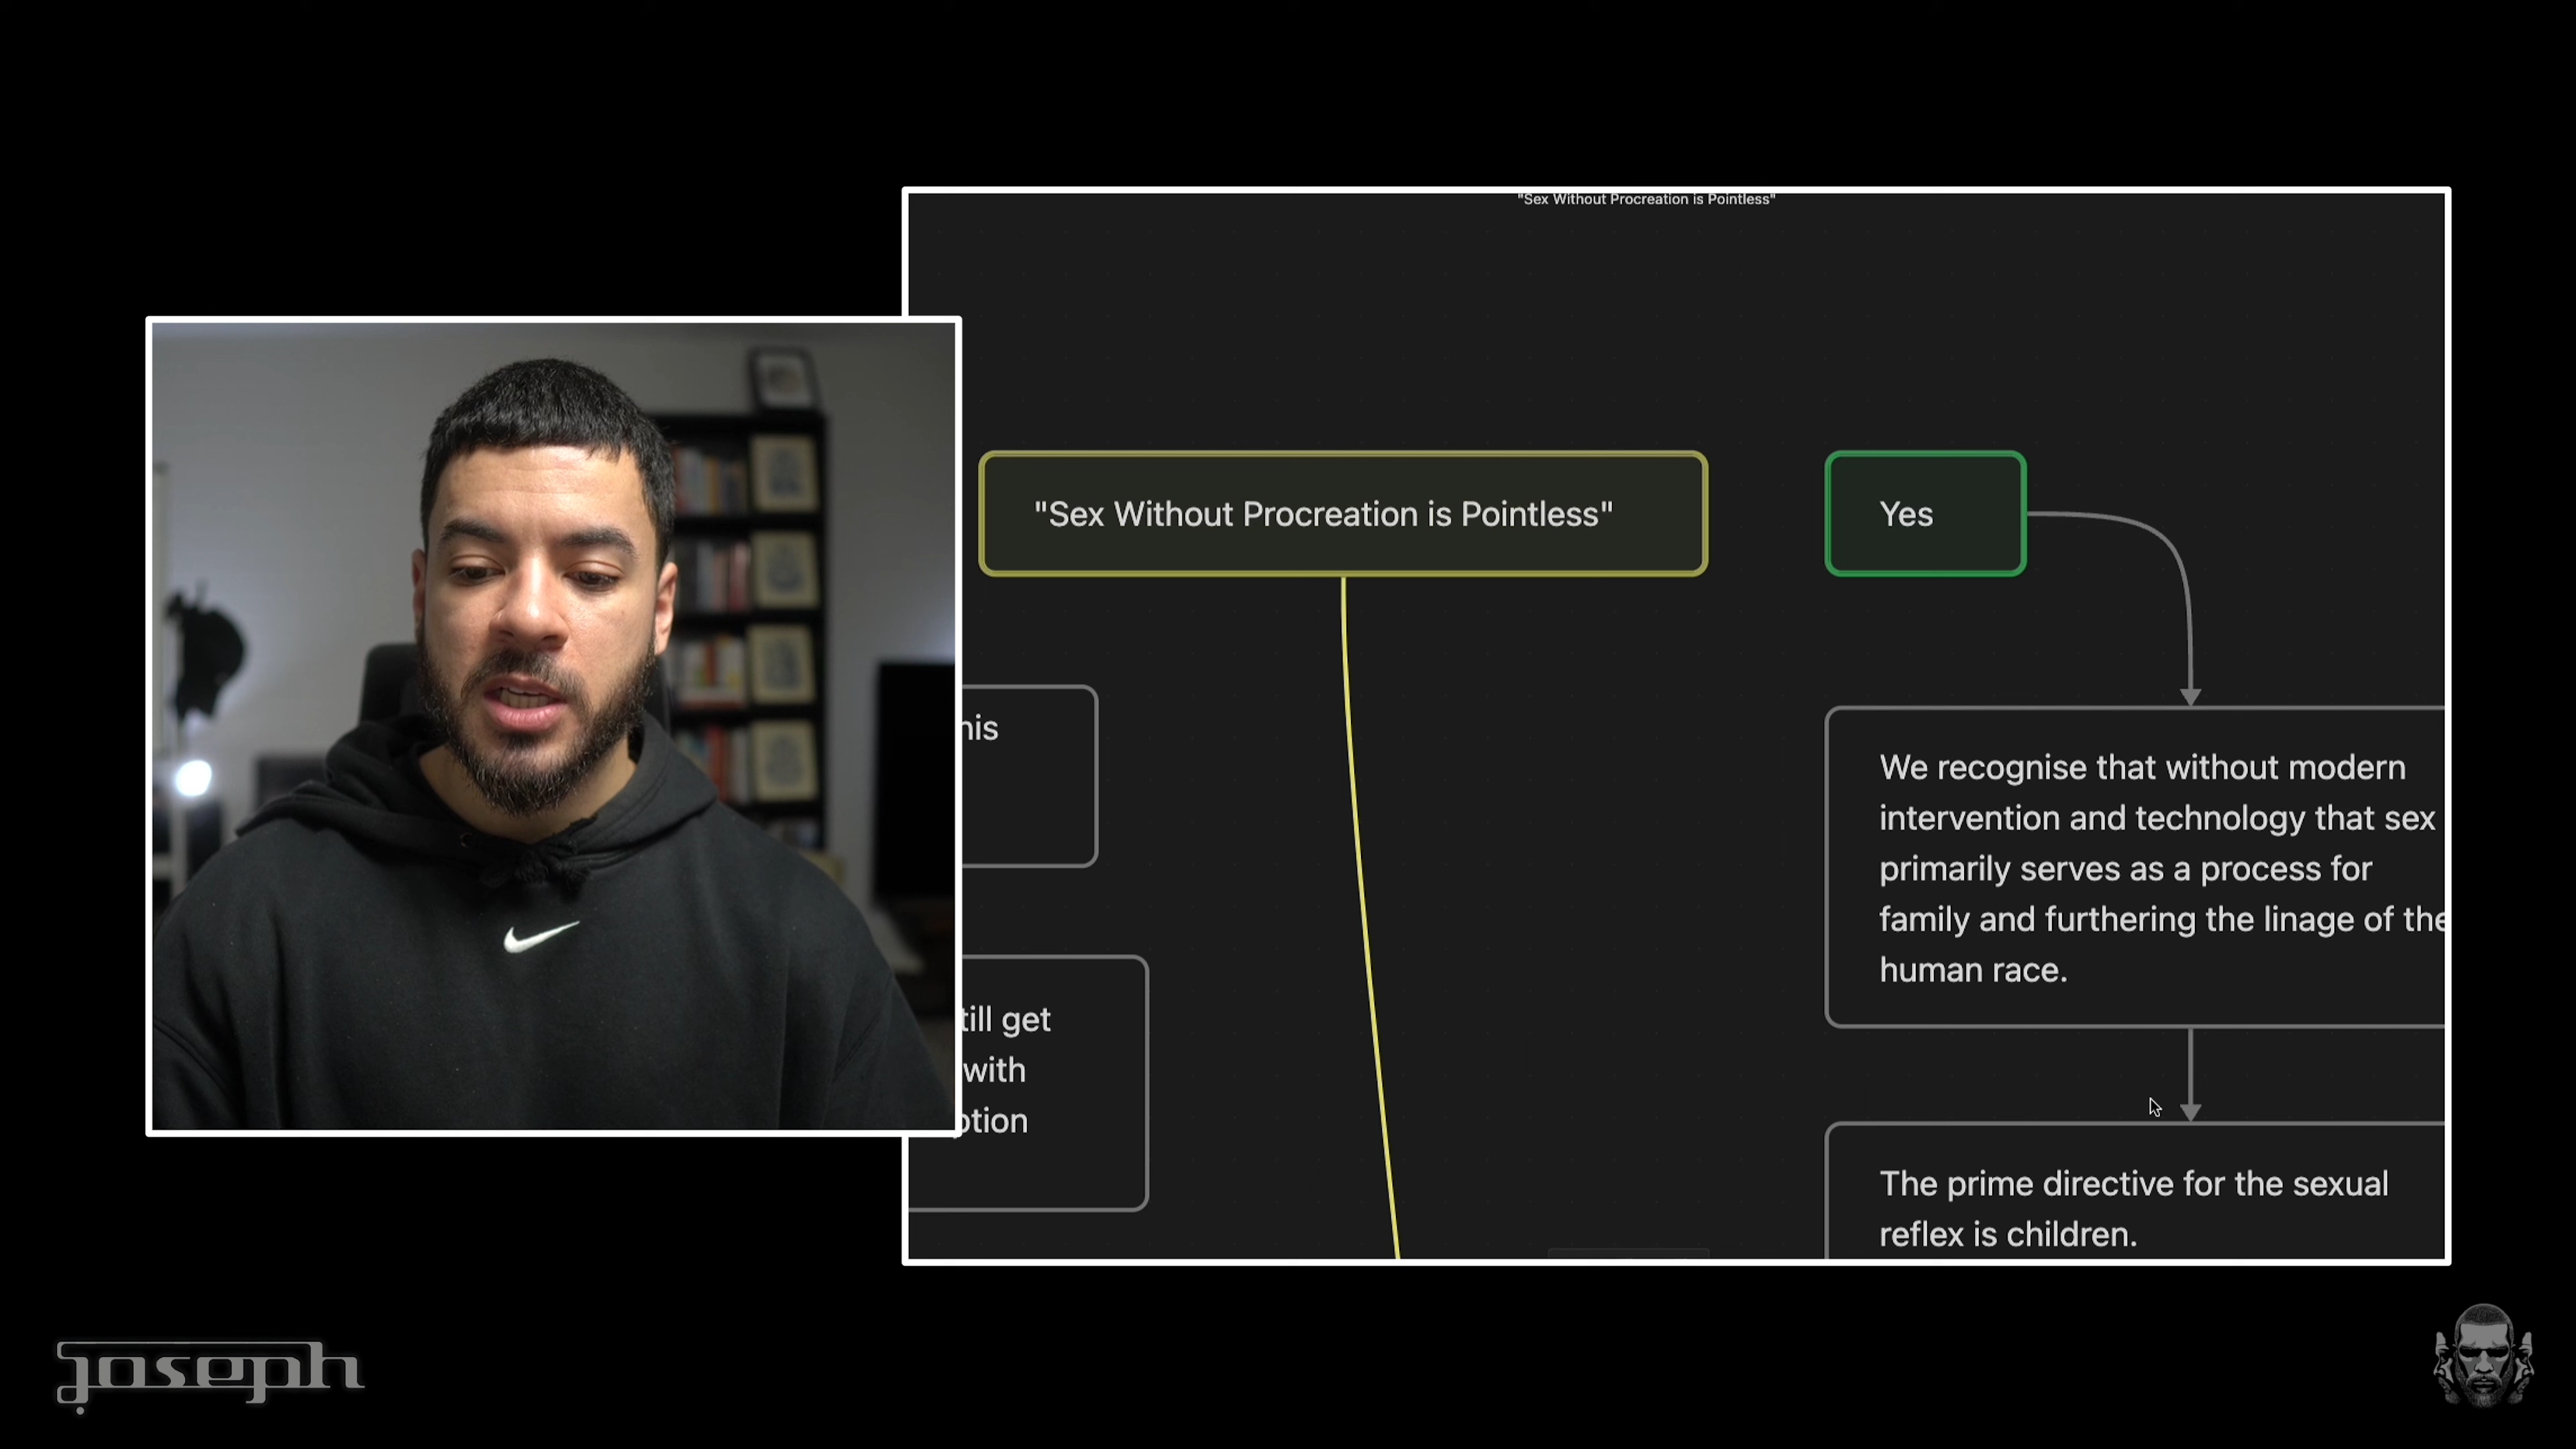 "Sex Without Procreation is Pointless"
"Sex Without Procreation is Pointless"
Yes
till get
with
We recognise that without modern
intervention and technology that sex
primarily serves as a process for
family and furthering the linage of the
human race.
The prime directive for the sexual
reflex is children.
joseph